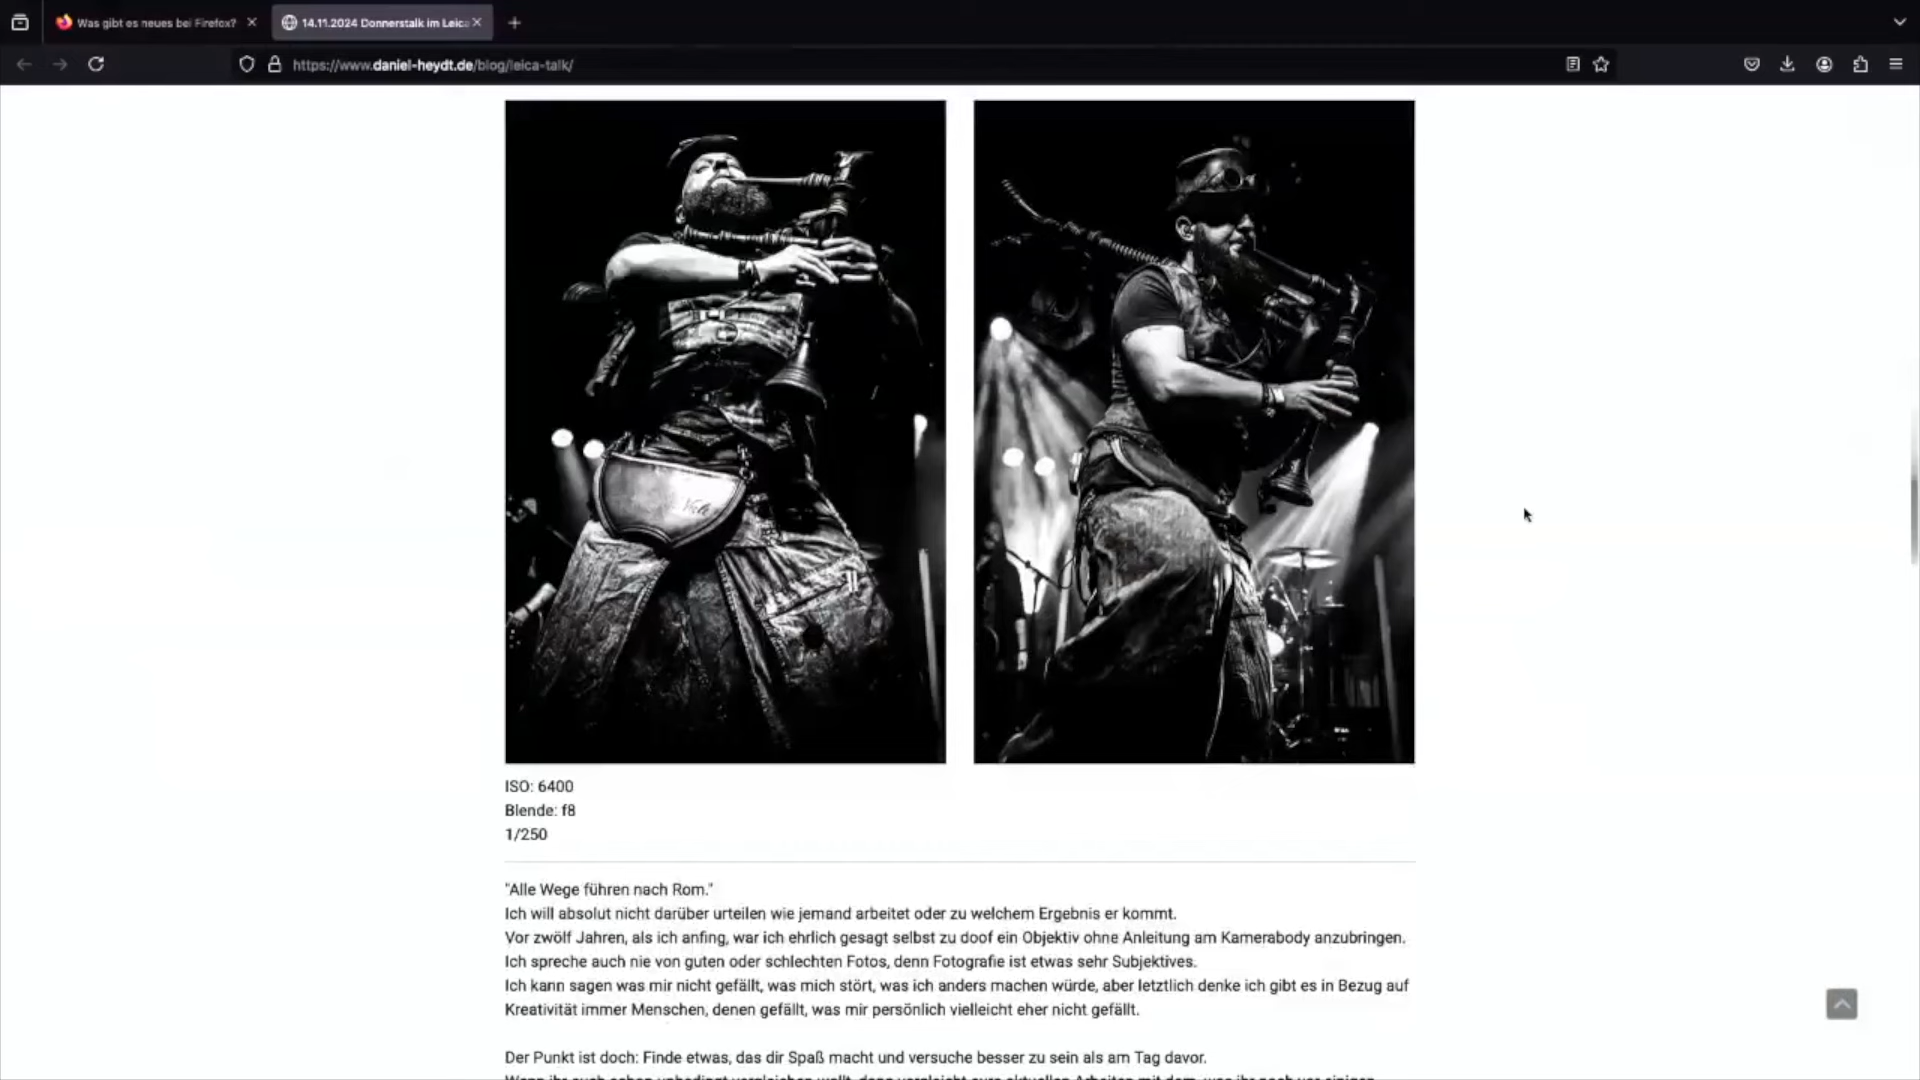 Was gibt es neues bei Firefox?
14.11.2024 Donnerstalk im Leic
https://www.daniel-heydt.de/blog/leica-talk/
ISO: 6400
Blende: f8
1/250
"Alle Wege führen nach Rom."
Ich will absolut nicht darüber urteilen wie jemand arbeitet oder zu welchem Ergebnis er kommt.
Vor zwölf Jahren, als ich anfing, war ich ehrlich gesagt selbst zu doof ein Objektiv ohne Anleitung am Kamerabody anzubringen.
Ich spreche auch nie von guten oder schlechten Fotos, denn Fotografie ist etwas sehr Subjektives.
Ich kann sagen was mir nicht gefällt, was mich stört, was ich anders machen würde, aber letztlich denke ich gibt es in Bezug auf
Kreativität immer Menschen, denen gefällt, was mir persönlich vielleicht eher nicht gefällt.
Der Punkt ist doch: Finde etwas, das dir Spaß macht und versuche besser zu sein als am Tag davor.